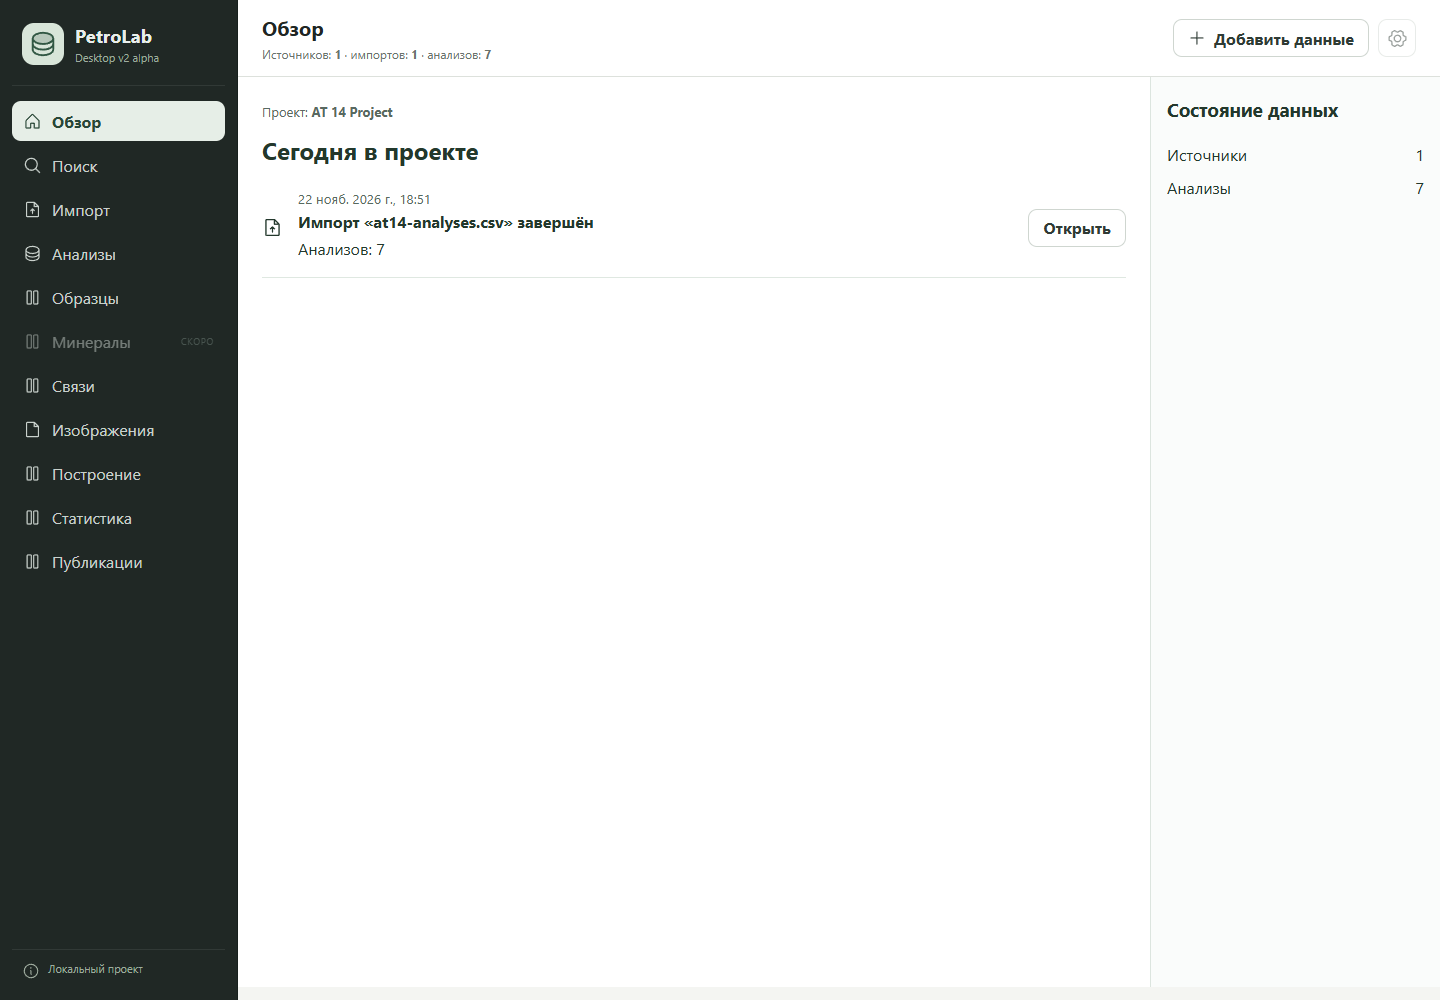 PetroLab
Desktop v2 alpha
Обзор
Поиск
Импорт
Анализы
Образцы
Минералы СКОРО
Связи
Изображения
Построение
Статистика
Публикации
Локальный проект
Обзор
Источников: 1 · импортов: 1 · анализов: 7
Добавить данные
Проект: AT 14 Project
Сегодня в проекте
22 нояб. 2026 г., 18:51
Импорт «at14-analyses.csv» завершён
Анализов: 7
Открыть
Состояние данных
Источники 1
Анализы 7